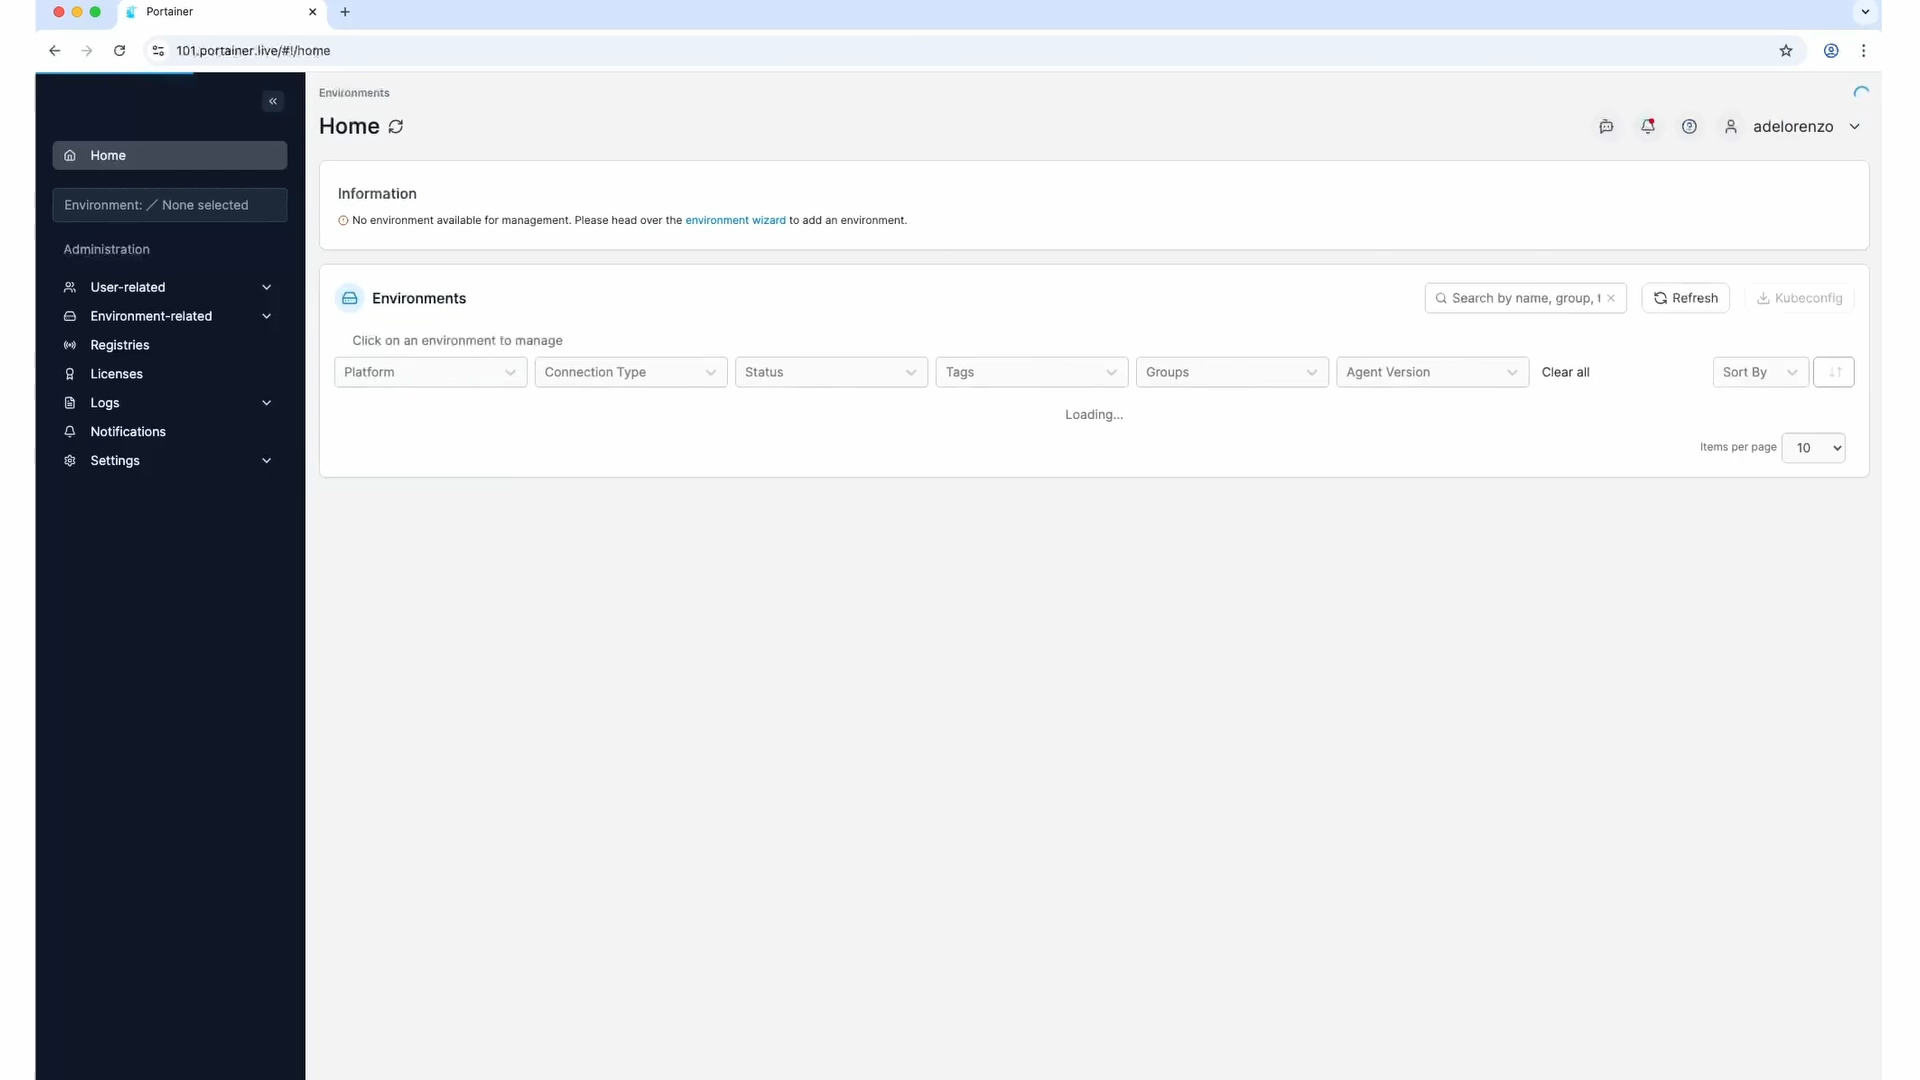 Portainer
101.portainer.live/#!/home
Environments
Home
adelorenzo
Home
Environment: None selected
Administration
User-related
Environment-related
Registries
Licenses
Logs
Notifications
Settings
Information
No environment available for management. Please head over the environment wizard to add an environment.
Environments
Search by name, group, t
Refresh
Kubeconfig
Click on an environment to manage
Platform
Connection Type
Status
Tags
Groups
Agent Version
Clear all
Sort By
Loading...
Items per page
10